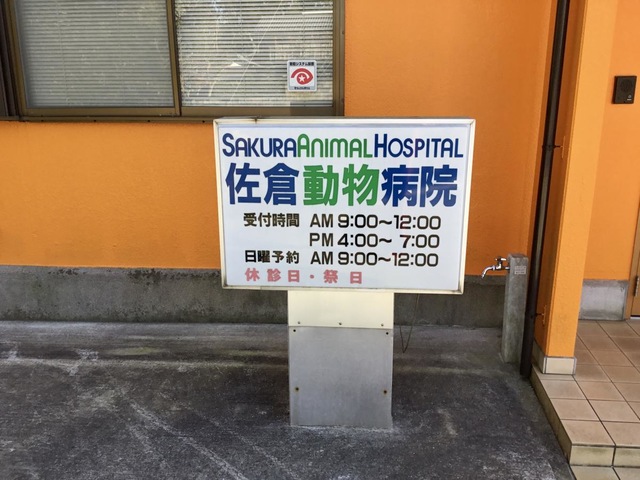 SAKURA ANIMAL HOSPITAL
佐倉動物病院
受付時間 AM 9:00～12:00
PM 4:00～ 7:00
日曜予約 AM 9:00～12:00
休診日・祭日